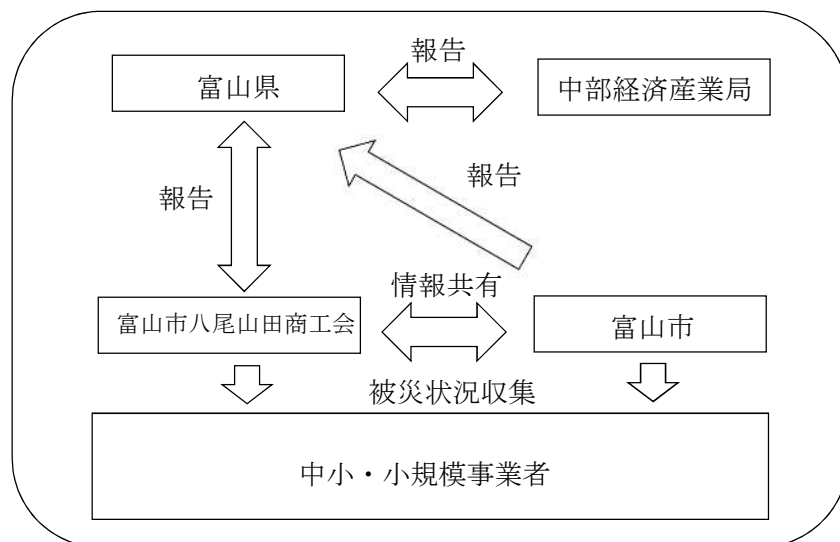 報告
富山県
中部経済産業局
報告
報告
情報共有
富山市八尾山田商工会
富山市
被災状況収集
中小・小規模事業者